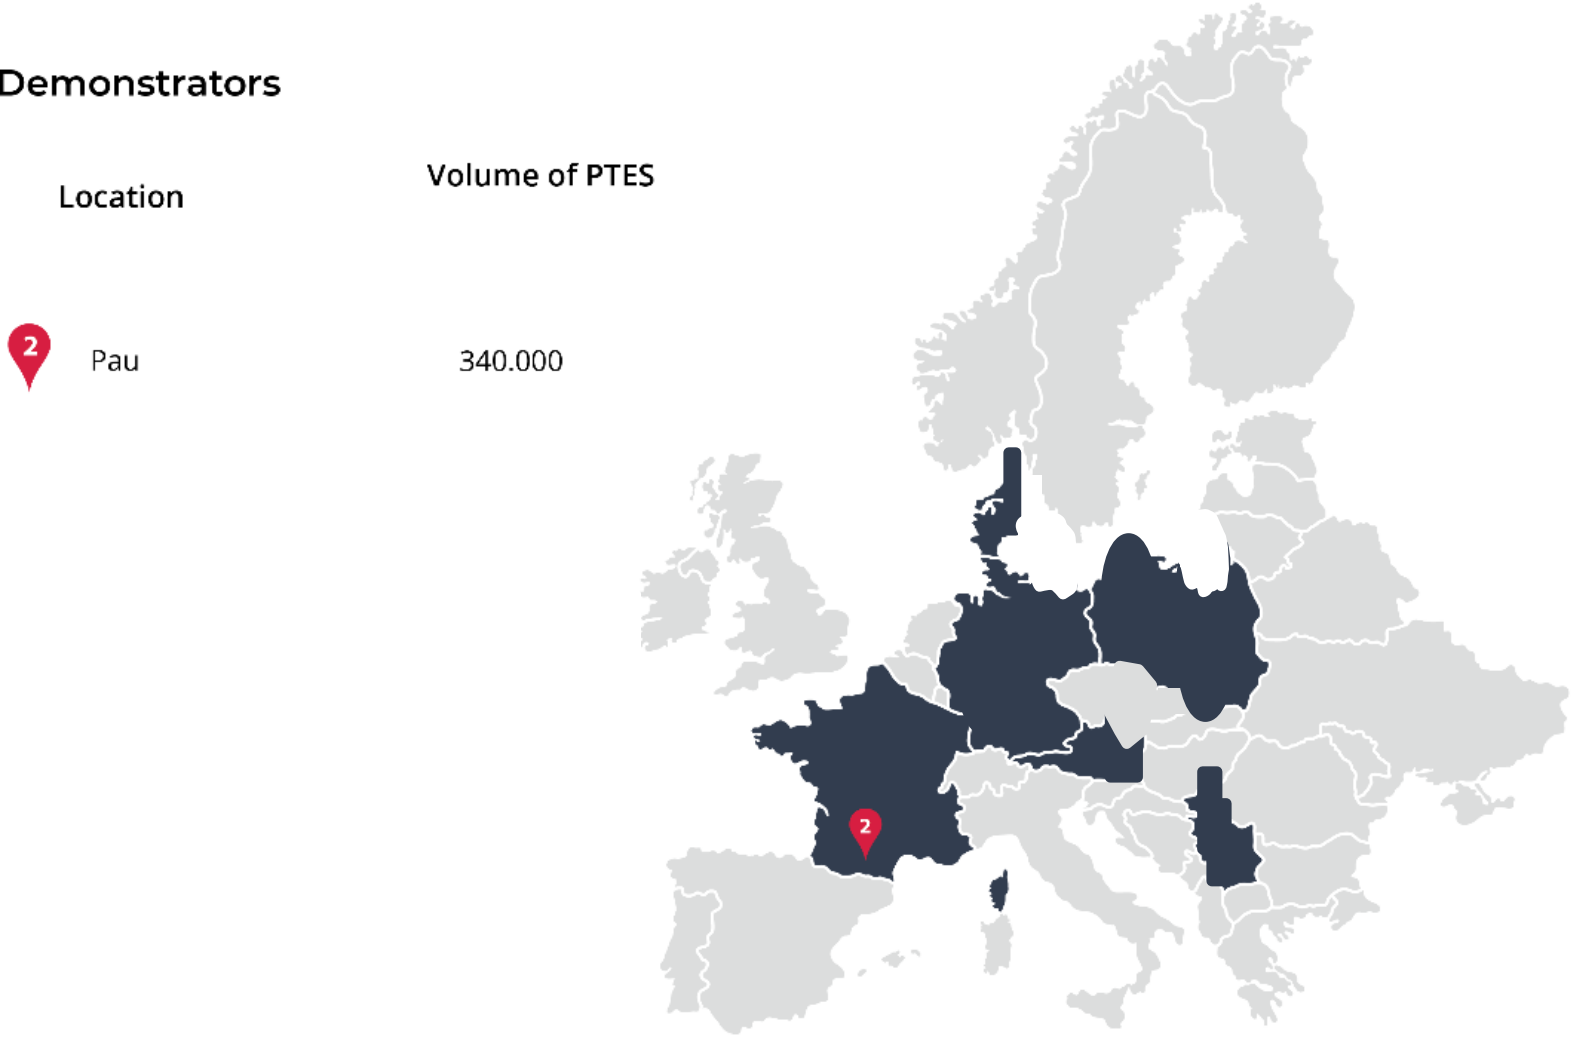 Demonstrators
Location
Volume of PTES
2
Pau
340.000
2